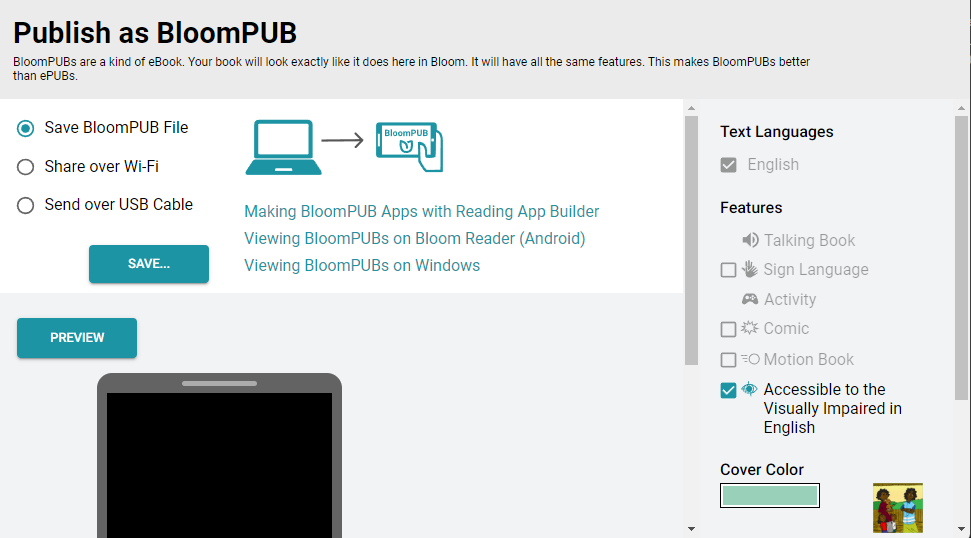 Publish as BloomPUB
BloomPUBs are a kind of eBook. Your book will look exactly like it does here in Bloom. It will have all the same features. This makes BloomPUBs better
than ePUBs.
Save BloomPUB File
Share over Wi-Fi
Send over USB Cable
SAVE...
BloomPUB
Making BloomPUB Apps with Reading App Builder
Viewing BloomPUBs on Bloom Reader (Android)
Viewing BloomPUBs on Windows
PREVIEW
Text Languages
English
Features
Talking Book
Sign Language
Activity
Comic
Motion Book
Accessible to the
Visually Impaired in
English
Cover Color